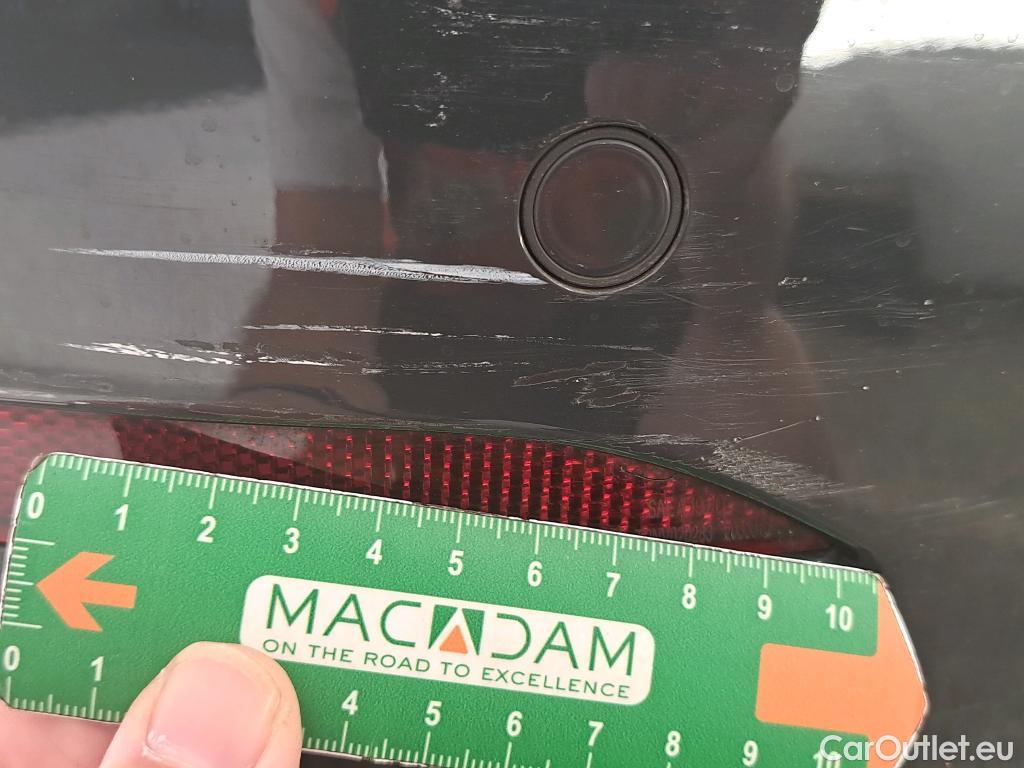 0 1 2 3 4 5 6 7 8 9 10
MACADAM
ON THE ROAD TO EXCELLENCE
0 1 4 5 6 7 8 9 10
CarOutlet.eu